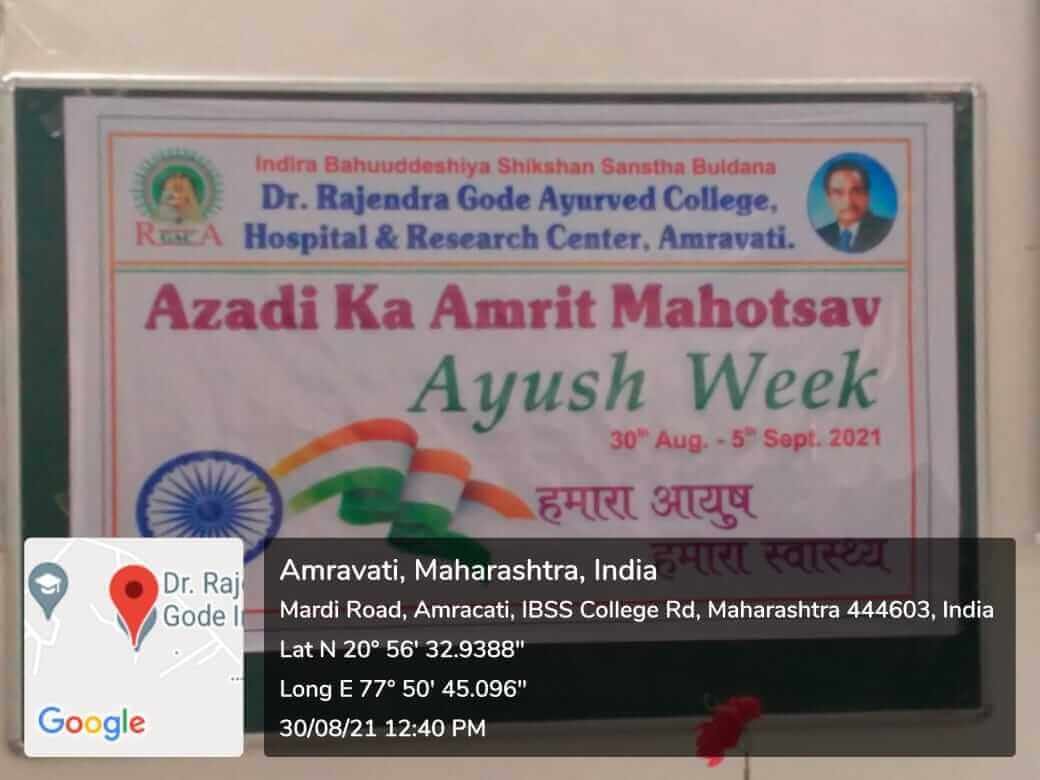 Indira Bahuuddeshiya Shikshan Sanstha Buldana
Dr. Rajendra Gode Ayurved College,
Hospital & Research Center, Amravati.
Azadi Ka Amrit Mahotsav
Ayush Week
30th Aug. - 5th Sept. 2021
हमारा आयुष
हमारा स्वास्थ्य
Dr. Raje
Gode I
Google
Amravati, Maharashtra, India
Mardi Road, Amracati, IBSS College Rd, Maharashtra 444603, India
Lat N 20° 56' 32.9388"
Long E 77° 50' 45.096"
30/08/21 12:40 PM